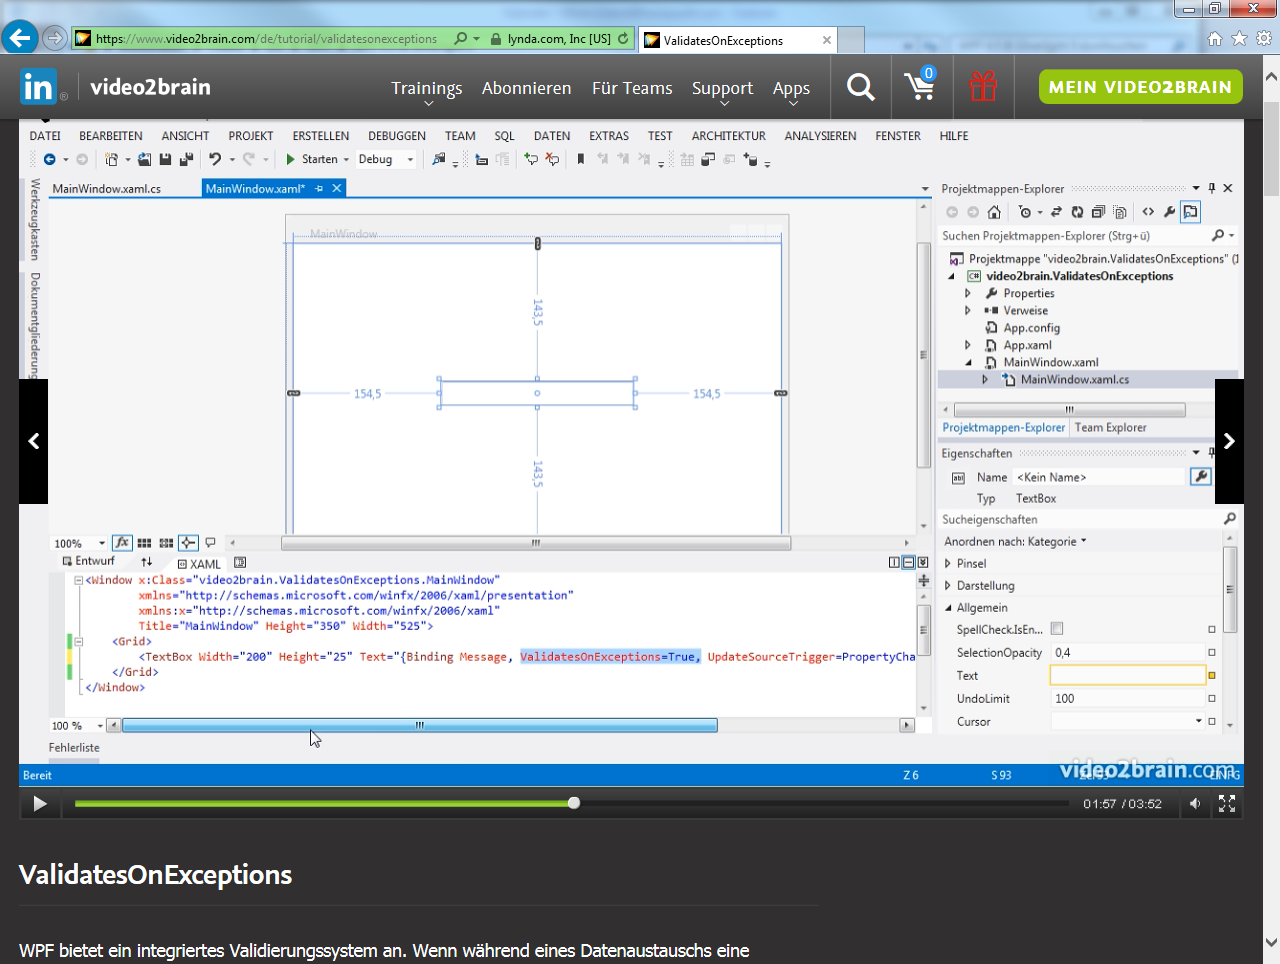 https://www.video2brain.com/de/tutorial/validatesonexceptions
lynda.com, Inc [US]
ValidatesOnExceptions
in
video2brain
Trainings
Abonnieren
Für Teams
Support
Apps
0
MEIN VIDEO2BRAIN
DATEI BEARBEITEN ANSICHT PROJEKT ERSTELLEN DEBUGGEN TEAM SQL DATEN EXTRAS TEST ARCHITEKTUR ANALYSIEREN FENSTER HILFE
Starten
Debug
Werkzeugkasten
Dokumentgliederung
MainWindow.xaml.cs
MainWindow.xaml*
MainWindow
143,5
154,5
154,5
143,5
100%
fx
Entwurf
XAML
<Window x:Class="video2brain.ValidatesOnExceptions.MainWindow"
xmlns="http://schemas.microsoft.com/winfx/2006/xaml/presentation"
xmlns:x="http://schemas.microsoft.com/winfx/2006/xaml"
Title="MainWindow" Height="350" Width="525">
<Grid>
<TextBox Width="200" Height="25" Text="{Binding Message, ValidatesOnExceptions=True, UpdateSourceTrigger=PropertyCha
</Grid>
</Window>
100 %
Fehlerliste
Projektmappen-Explorer
Suchen Projektmappen-Explorer (Strg+ü)
Projektmappe "video2brain.ValidatesOnExceptions" (1
C# video2brain.ValidatesOnExceptions
Properties
Verweise
App.config
App.xaml
MainWindow.xaml
MainWindow.xaml.cs
Projektmappen-Explorer
Team Explorer
Eigenschaften
Name <Kein Name>
Typ TextBox
Sucheigenschaften
Anordnen nach: Kategorie
Pinsel
Darstellung
Allgemein
SpellCheck.IsEn...
SelectionOpacity 0,4
Text
UndoLimit 100
Cursor
Bereit
Z 6
S 93
video2brain.com
01:57 / 03:52
ValidatesOnExceptions
WPF bietet ein integriertes Validierungssystem an. Wenn während eines Datenaustauschs eine